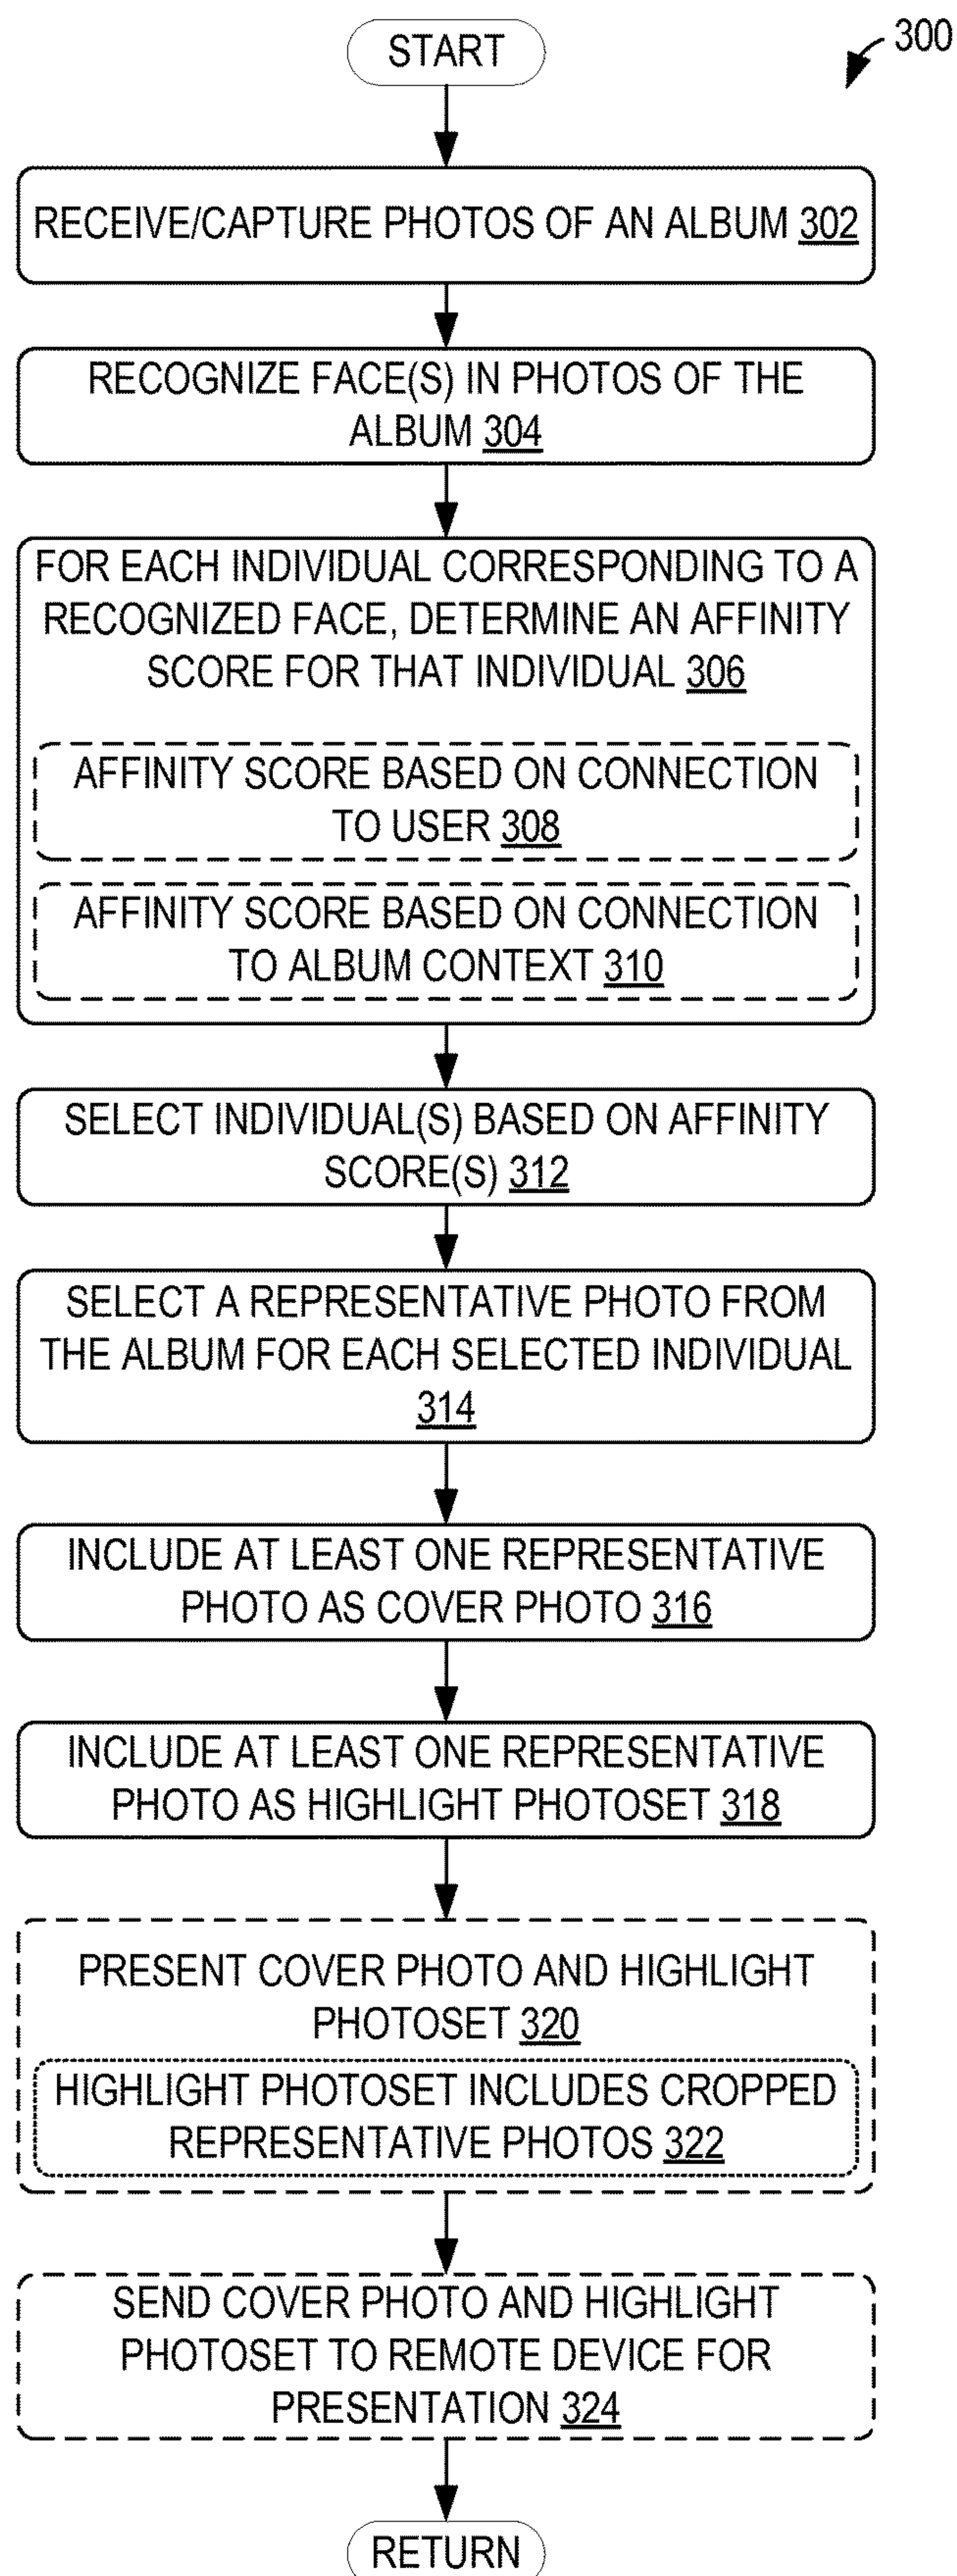 START
300
RECEIVE/CAPTURE PHOTOS OF AN ALBUM 302
RECOGNIZE FACE(S) IN PHOTOS OF THE
ALBUM 304
FOR EACH INDIVIDUAL CORRESPONDING TO A
RECOGNIZED FACE, DETERMINE AN AFFINITY
SCORE FOR THAT INDIVIDUAL 306
AFFINITY SCORE BASED ON CONNECTION
TO USER 308
AFFINITY SCORE BASED ON CONNECTION
TO ALBUM CONTEXT 310
SELECT INDIVIDUAL(S) BASED ON AFFINITY
SCORE(S) 312
SELECT A REPRESENTATIVE PHOTO FROM
THE ALBUM FOR EACH SELECTED INDIVIDUAL
314
INCLUDE AT LEAST ONE REPRESENTATIVE
PHOTO AS COVER PHOTO 316
INCLUDE AT LEAST ONE REPRESENTATIVE
PHOTO AS HIGHLIGHT PHOTOSET 318
PRESENT COVER PHOTO AND HIGHLIGHT
PHOTOSET 320
HIGHLIGHT PHOTOSET INCLUDES CROPPED
REPRESENTATIVE PHOTOS 322
SEND COVER PHOTO AND HIGHLIGHT
PHOTOSET TO REMOTE DEVICE FOR
PRESENTATION 324
RETURN